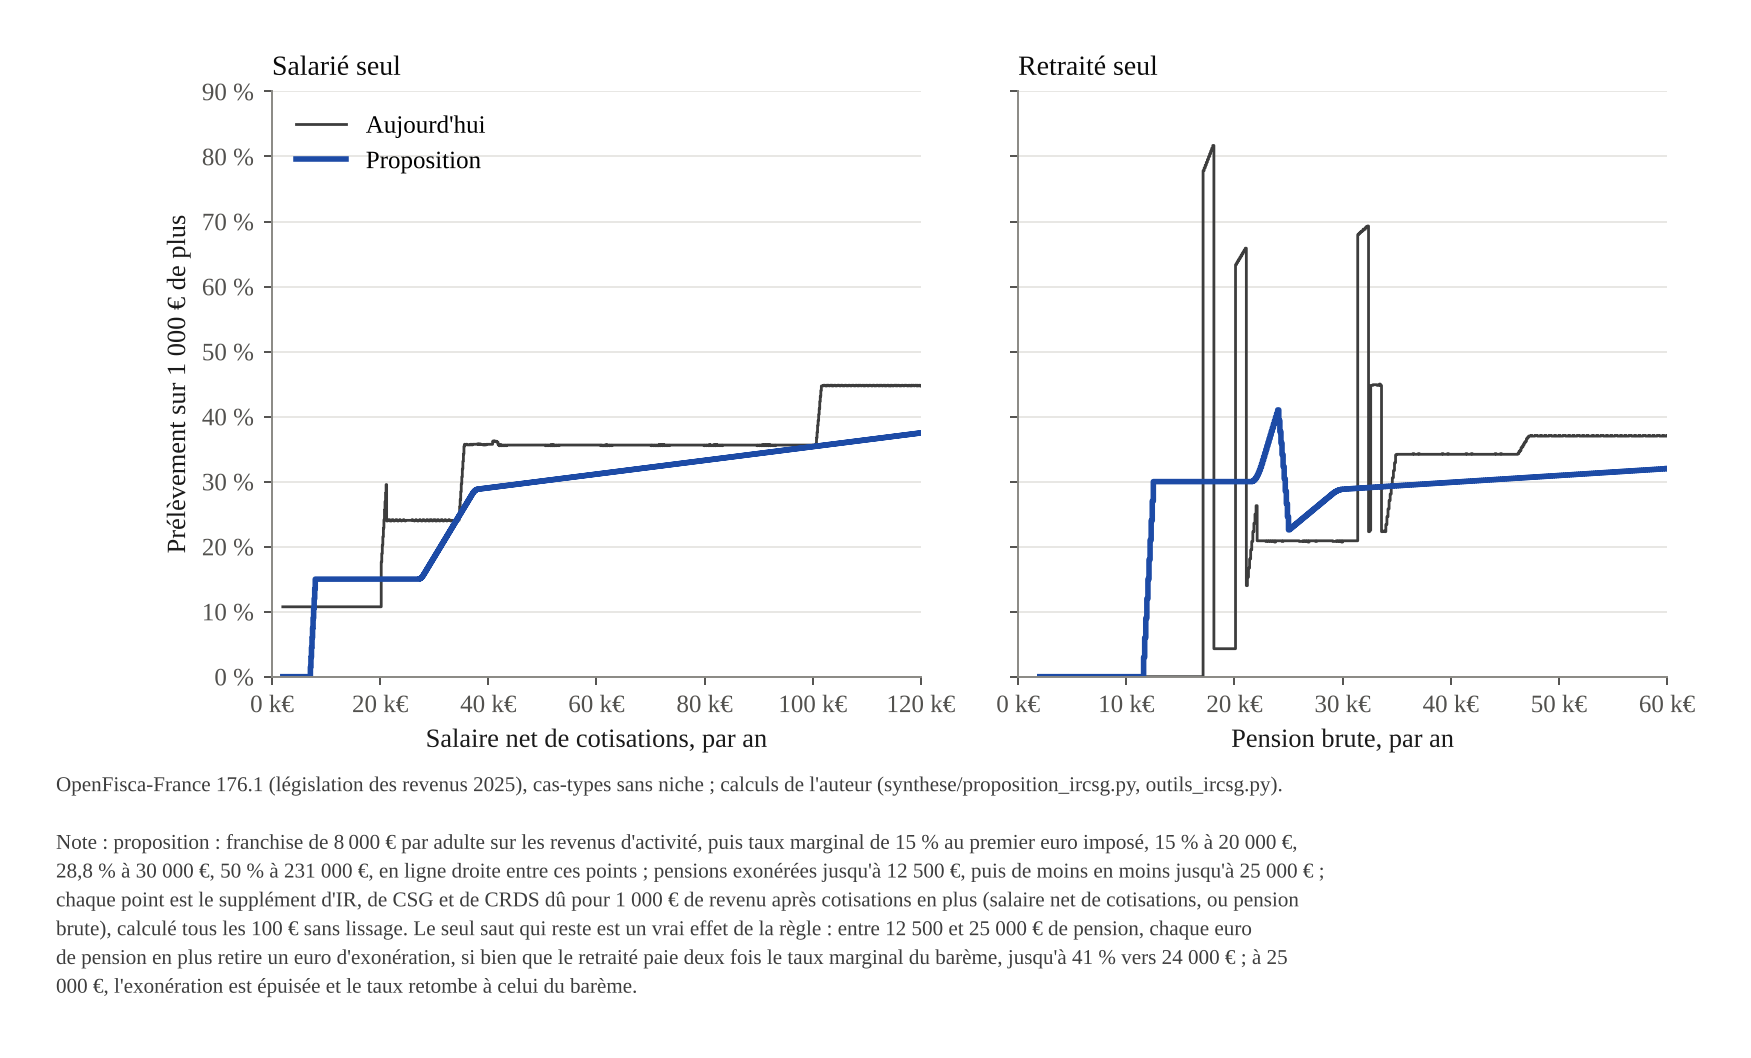 Salarié seul
Retraité seul
90 %
80 %
70 %
60 %
50 %
40 %
30 %
20 %
10 %
0 %
Prélèvement sur 1 000 € de plus
Aujourd'hui
Proposition
0 k€ 20 k€ 40 k€ 60 k€ 80 k€ 100 k€ 120 k€
0 k€ 10 k€ 20 k€ 30 k€ 40 k€ 50 k€ 60 k€
Salaire net de cotisations, par an
Pension brute, par an
OpenFisca-France 176.1 (législation des revenus 2025), cas-types sans niche ; calculs de l'auteur (synthese/proposition_ircsg.py, outils_ircsg.py).
Note : proposition : franchise de 8 000 € par adulte sur les revenus d'activité, puis taux marginal de 15 % au premier euro imposé, 15 % à 20 000 €,
28,8 % à 30 000 €, 50 % à 231 000 €, en ligne droite entre ces points ; pensions exonérées jusqu'à 12 500 €, puis de moins en moins jusqu'à 25 000 € ;
chaque point est le supplément d'IR, de CSG et de CRDS dû pour 1 000 € de revenu après cotisations en plus (salaire net de cotisations, ou pension
brute), calculé tous les 100 € sans lissage. Le seul saut qui reste est un vrai effet de la règle : entre 12 500 et 25 000 € de pension, chaque euro
de pension en plus retire un euro d'exonération, si bien que le retraité paie deux fois le taux marginal du barème, jusqu'à 41 % vers 24 000 € ; à 25
000 €, l'exonération est épuisée et le taux retombe à celui du barème.